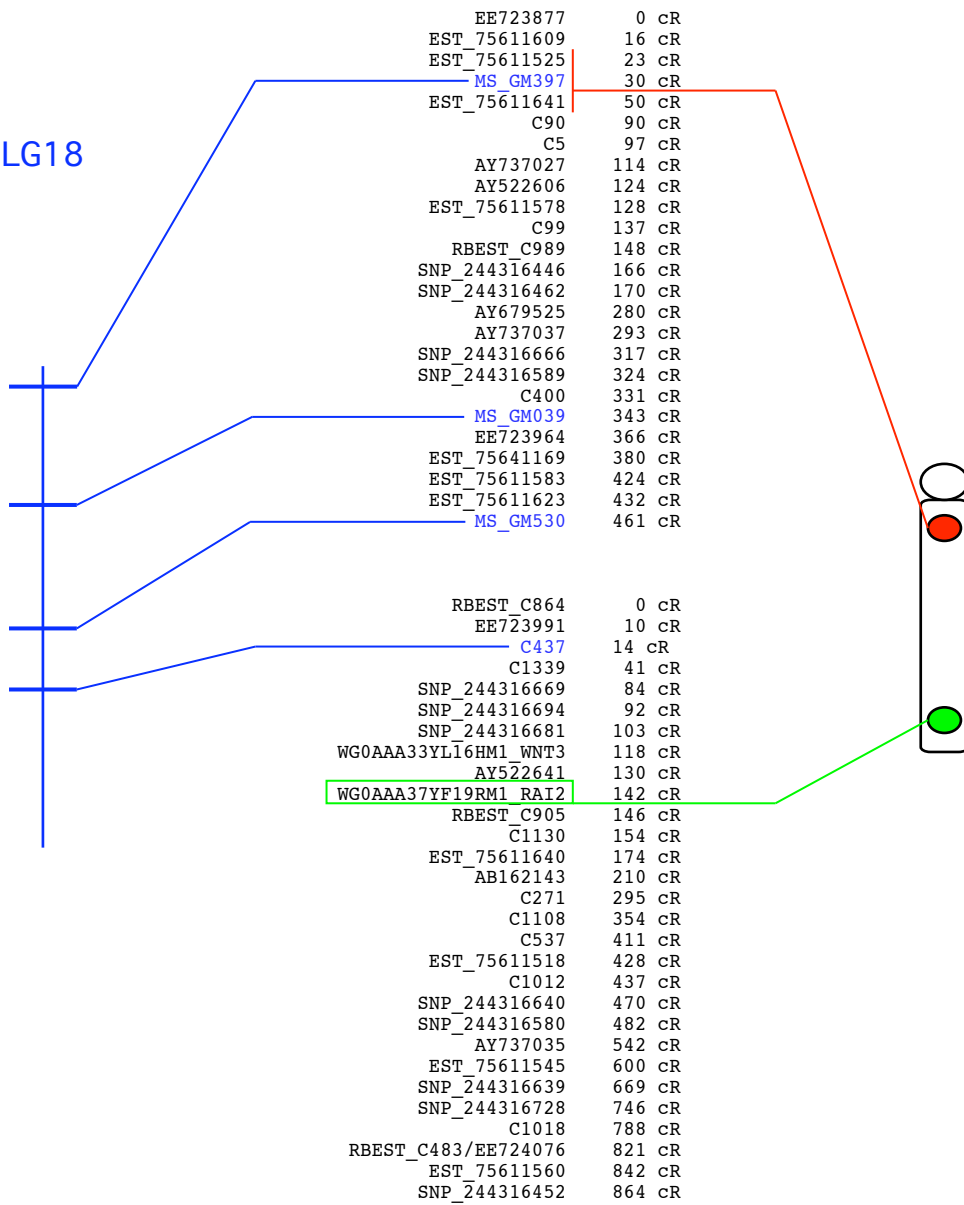 EE723877 0 cR
EST_75611609 16 cR
EST_75611525 23 cR
MS_GM397 30 cR
EST_75611641 50 cR
C90 90 cR
C5 97 cR
LG18
AY737027 114 cR
AY522606 124 cR
EST_75611578 128 cR
C99 137 cR
RBEST_C989 148 cR
SNP_244316446 166 cR
SNP_244316462 170 cR
AY679525 280 cR
AY737037 293 cR
SNP_244316666 317 cR
SNP_244316589 324 cR
C400 331 cR
MS_GM039 343 cR
EE723964 366 cR
EST_75641169 380 cR
EST_75611583 424 cR
EST_75611623 432 cR
MS_GM530 461 cR
RBEST_C864 0 cR
EE723991 10 cR
C437 14 cR
C1339 41 cR
SNP_244316669 84 cR
SNP_244316694 92 cR
SNP_244316681 103 cR
WG0AAA33YL16HM1_WNT3 118 cR
AY522641 130 cR
WG0AAA37YF19RM1_RAI2 142 cR
RBEST_C905 146 cR
C1130 154 cR
EST_75611640 174 cR
AB162143 210 cR
C271 295 cR
C1108 354 cR
C537 411 cR
EST_75611518 428 cR
C1012 437 cR
SNP_244316640 470 cR
SNP_244316580 482 cR
AY737035 542 cR
EST_75611545 600 cR
SNP_244316639 669 cR
SNP_244316728 746 cR
C1018 788 cR
RBEST_C483/EE724076 821 cR
EST_75611560 842 cR
SNP_244316452 864 cR